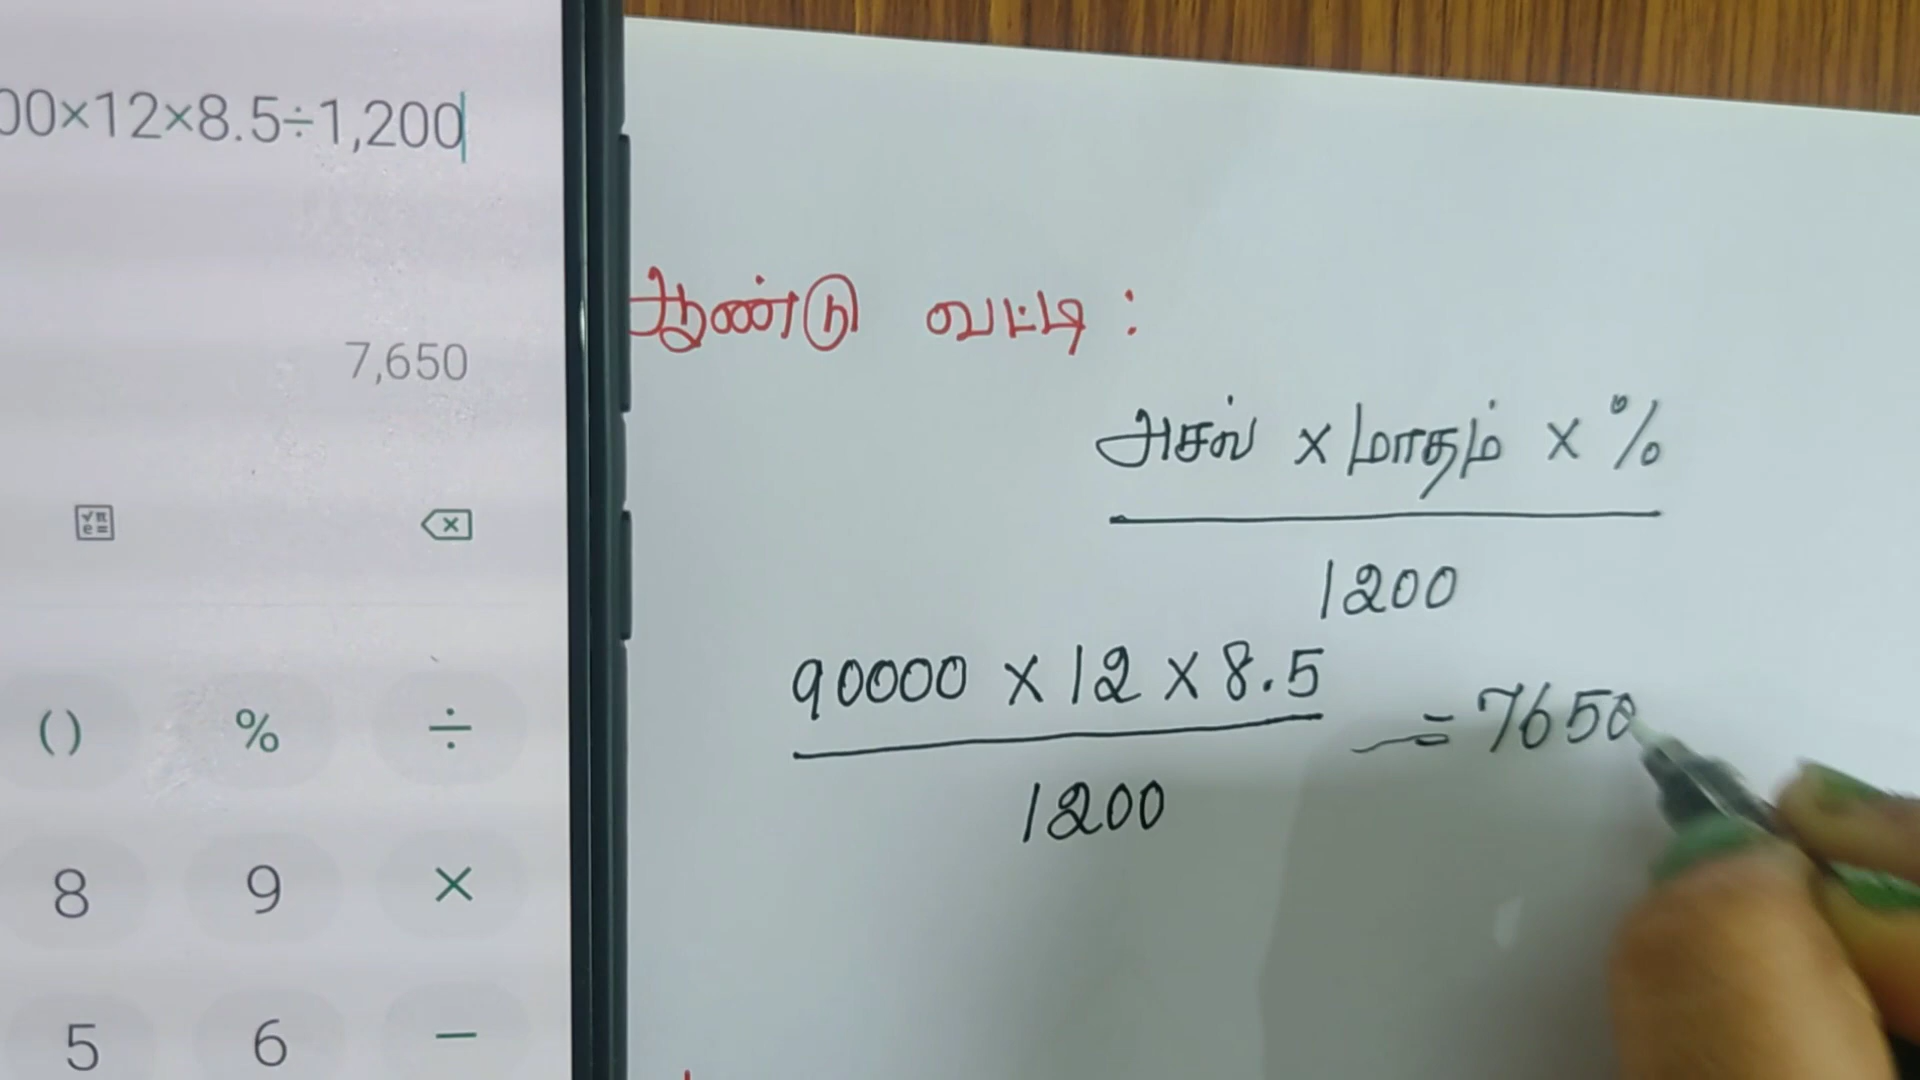 00×12×8.5÷1,200
7,650
( ) % ÷
8 9 ×
5 6 −
ஆண்டு வட்டி :
அசல் x மாதம் x %
1200
90000 x 12 x 8.5
1200
= 7650